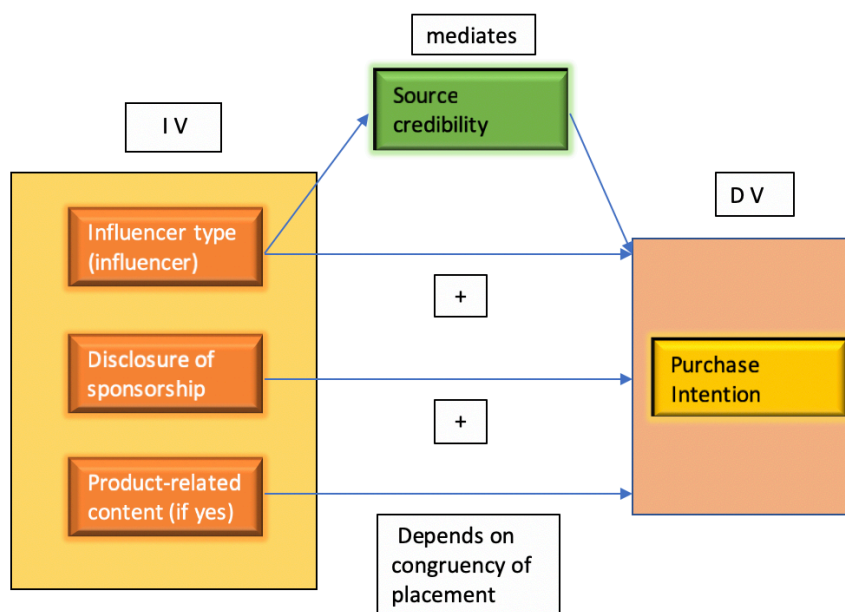 mediates
Source
credibility
I V
D V
Influencer type
(influencer)
+
Disclosure of
sponsorship
Purchase
Intention
+
Product-related
content (if yes)
Depends on
congruency of
placement